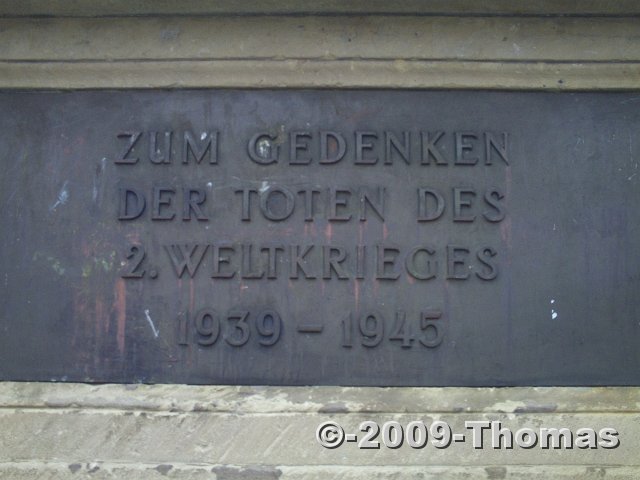 ZUM GEDENKEN
DER TOTEN DES
2. WELTKRIEGES
1939 – 1945
©-2009-Thomas